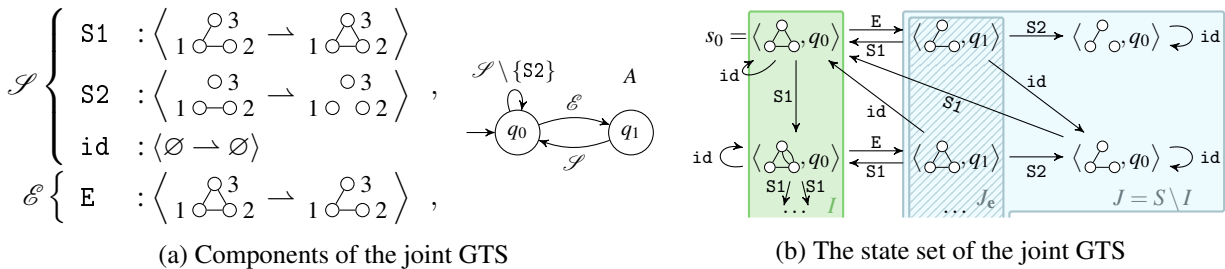 𝒮 { S1 : ⟨ 1 2 3 ⇀ 1 2 3 ⟩
S2 : ⟨ 1 2 3 ⇀ 1 2 3 ⟩ ,
id : ⟨∅ ⇀ ∅⟩
ℰ { E : ⟨ 1 2 3 ⇀ 1 2 3 ⟩ ,
𝒮 \ {S2} A
ℰ
q₀ q₁
𝒮
(a) Components of the joint GTS
s₀ = ⟨ , q₀⟩ E S1 ⟨ , q₁⟩ S2 ⟨ , q₀⟩ id
id
S1 id S1 id
id ⟨ , q₀⟩ E S1 ⟨ , q₁⟩ S2 ⟨ , q₀⟩ id
S1 S1
... I ... Jₑ J = S \ I
(b) The state set of the joint GTS